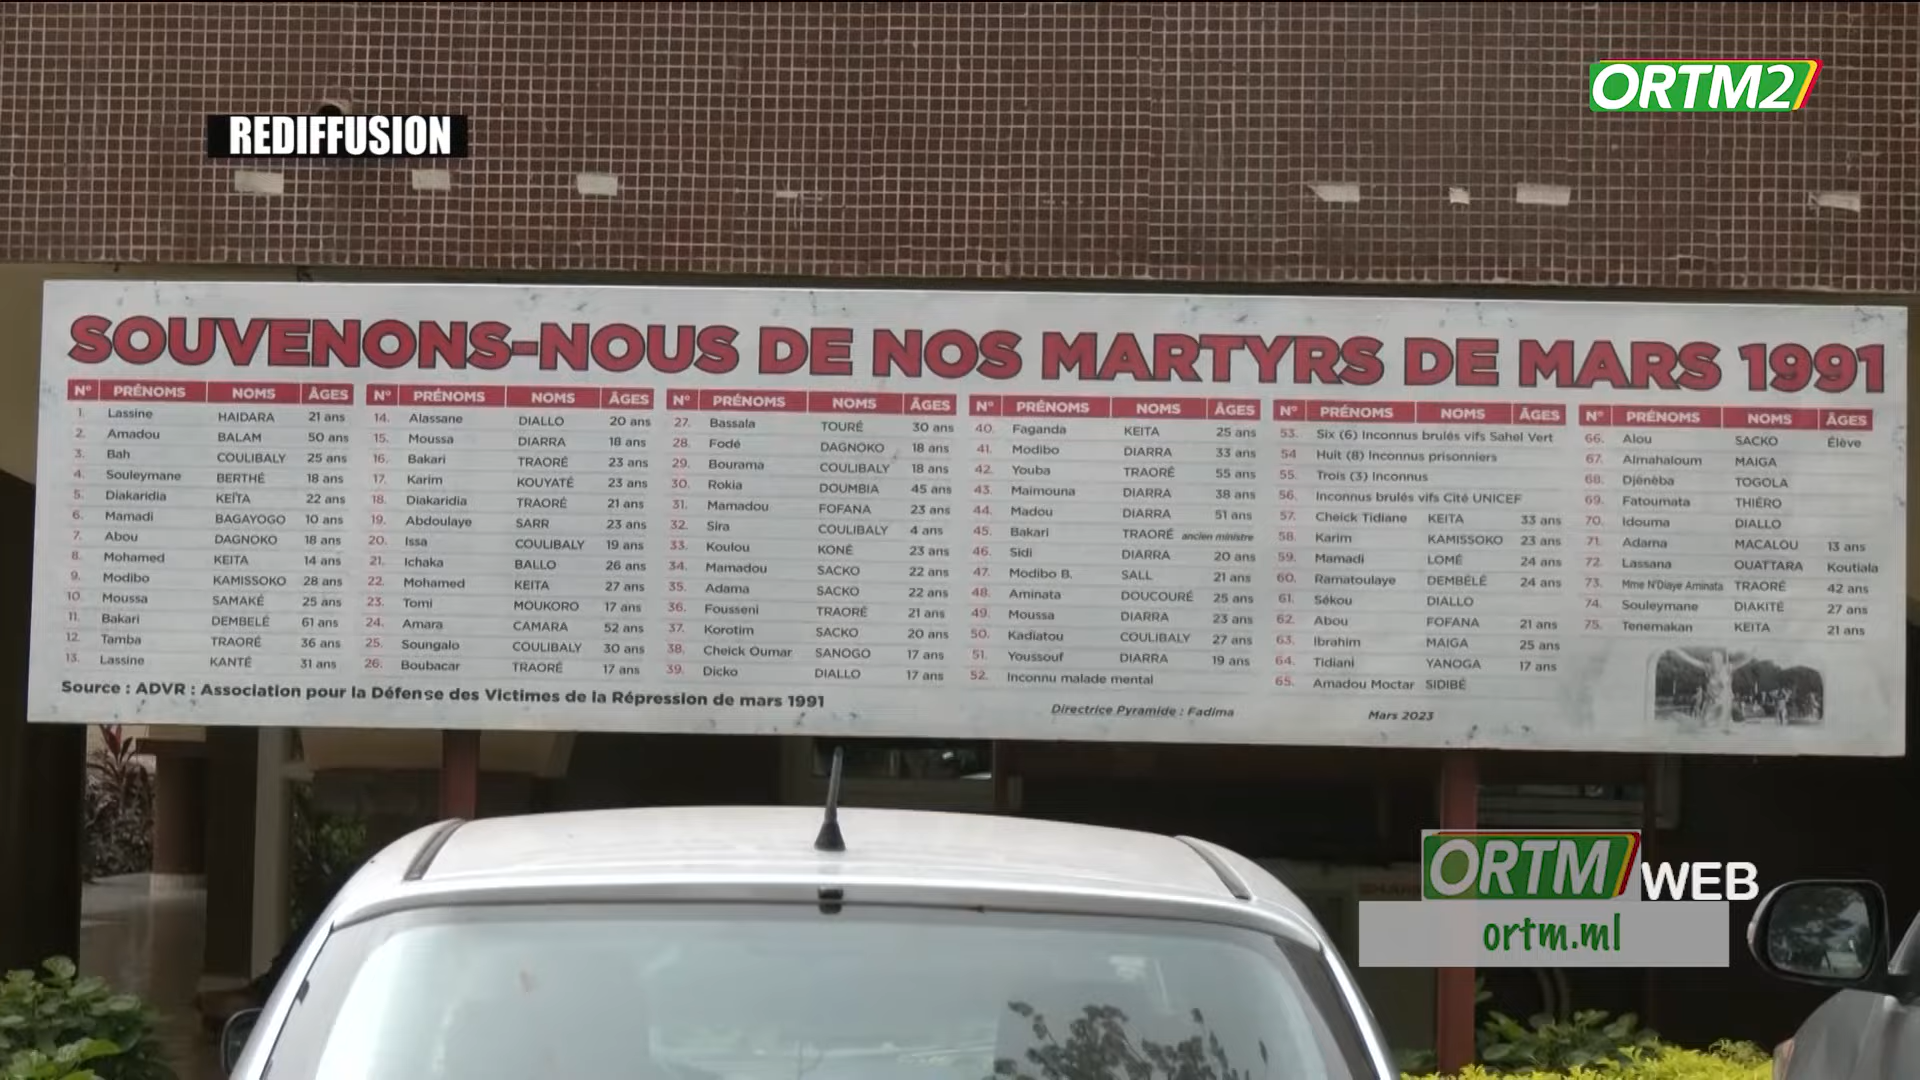 ORTM2
REDIFFUSION
SOUVENONS-NOUS DE NOS MARTYRS DE MARS 1991
N° PRÉNOMS NOMS ÂGES
1. Lassine HAIDARA 21 ans
2. Amadou BALAM 50 ans
3. Bah COULIBALY 25 ans
4. Souleymane BERTHÉ 18 ans
5. Diakaridia KEÏTA 22 ans
6. Mamadi BAGAYOGO 10 ans
7. Abou DAGNOKO 18 ans
8. Mohamed KEITA 14 ans
9. Modibo KAMISSOKO 28 ans
10. Moussa SAMAKÉ 25 ans
11. Bakari DEMBELÉ 61 ans
12. Tamba TRAORÉ 36 ans
13. Lassine KANTÉ 31 ans
N° PRÉNOMS NOMS ÂGES
14. Alassane DIALLO 20 ans
15. Moussa DIARRA 18 ans
16. Bakari TRAORÉ 23 ans
17. Karim KOUYATÉ 23 ans
18. Diakaridia TRAORÉ 21 ans
19. Abdoulaye SARR 23 ans
20. Issa COULIBALY 19 ans
21. Ichaka BALLO 26 ans
22. Mohamed KEITA 27 ans
23. Tomi MOUKORO 17 ans
24. Amara CAMARA 52 ans
25. Soungalo COULIBALY 30 ans
26. Boubacar TRAORÉ 17 ans
N° PRÉNOMS NOMS ÂGES
27. Bassala TOURÉ 30 ans
28. Fodé DAGNOKO 18 ans
29. Bourama COULIBALY 18 ans
30. Rokia DOUMBIA 45 ans
31. Mamadou FOFANA 23 ans
32. Sira COULIBALY 4 ans
33. Koulou KONÉ 23 ans
34. Mamadou SACKO 22 ans
35. Adama SACKO 22 ans
36. Fousseni TRAORÉ 21 ans
37. Korotim SACKO 20 ans
38. Cheick Oumar SANOGO 17 ans
39. Dicko DIALLO 17 ans
N° PRÉNOMS NOMS ÂGES
40. Faganda KEITA 25 ans
41. Modibo DIARRA 33 ans
42. Youba TRAORÉ 55 ans
43. Maimouna DIARRA 38 ans
44. Madou DIARRA 51 ans
45. Bakari TRAORÉ ancien ministre
46. Sidi DIARRA 20 ans
47. Modibo B. SALL 21 ans
48. Aminata DOUCOURÉ 25 ans
49. Moussa DIARRA 23 ans
50. Kadiatou COULIBALY 27 ans
51. Youssouf DIARRA 19 ans
52. Inconnu malade mental
N° PRÉNOMS NOMS ÂGES
53. Six (6) Inconnus brulés vifs Sahel Vert
54 Huit (8) Inconnus prisonniers
55. Trois (3) Inconnus
56. Inconnus brulés vifs Cité UNICEF
57. Cheick Tidiane KEITA 33 ans
58. Karim KAMISSOKO 23 ans
59. Mamadi LOMÉ 24 ans
60. Ramatoulaye DEMBÉLÉ 24 ans
61. Sékou DIALLO
62. Abou FOFANA 21 ans
63. Ibrahim MAIGA 25 ans
64. Tidiani YANOGA 17 ans
65. Amadou Moctar SIDIBÉ
N° PRÉNOMS NOMS ÂGES
66. Alou SACKO Élève
67. Almahaloum MAIGA
68. Djénéba TOGOLA
69. Fatoumata THIÉRO
70. Idouma DIALLO
71. Adama MACALOU 13 ans
72. Lassana OUATTARA Koutiala
73. Mme N'Diaye Aminata TRAORÉ 42 ans
74. Souleymane DIAKITÉ 27 ans
75. Tenemakan KEITA 21 ans
Source : ADVR : Association pour la Défense des Victimes de la Répression de mars 1991
Directrice Pyramide : Fadima
Mars 2023
ORTM WEB
ortm.ml